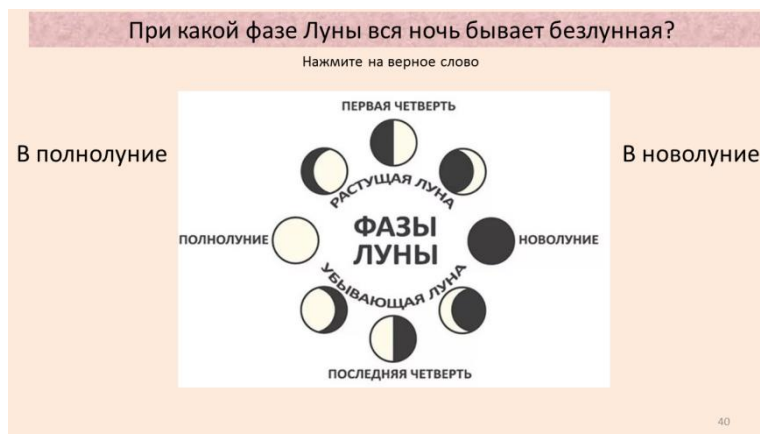 При какой фазе Луны вся ночь бывает безлунная?
Нажмите на верное слово
ПЕРВАЯ ЧЕТВЕРТЬ
В полнолуние
В новолуние
РАСТУЩАЯ ЛУНА
ПОЛНОЛУНИЕ
ФАЗЫ
ЛУНЫ
НОВОЛУНИЕ
УБЫВАЮЩАЯ ЛУНА
ПОСЛЕДНЯЯ ЧЕТВЕРТЬ
40